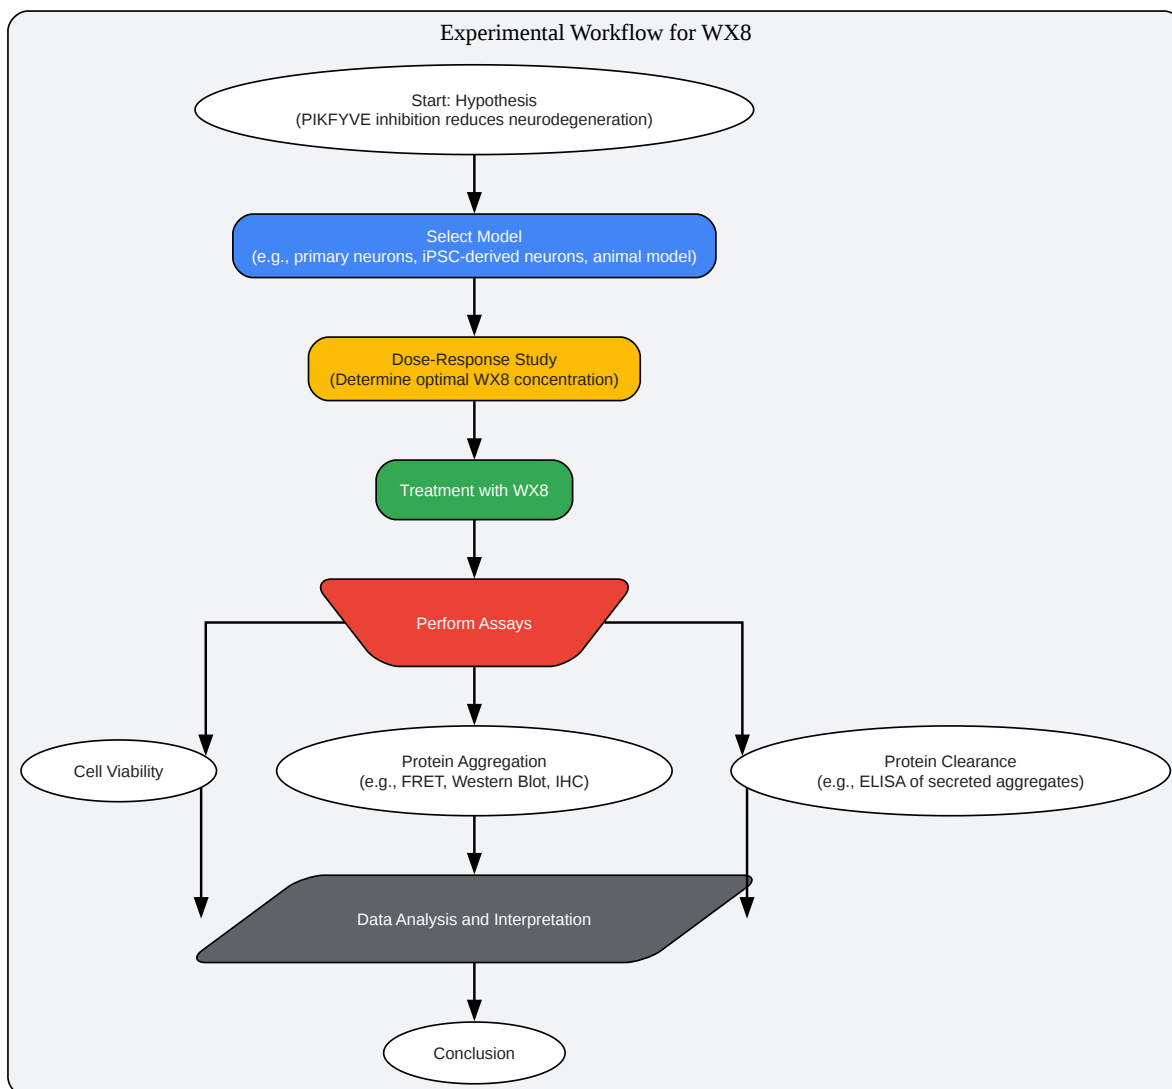 Experimental Workflow for WX8
Start: Hypothesis
(PIKFYVE inhibition reduces neurodegeneration)
Select Model
(e.g., primary neurons, iPSC-derived neurons, animal model)
Dose-Response Study
(Determine optimal WX8 concentration)
Treatment with WX8
Perform Assays
Cell Viability
Protein Aggregation
(e.g., FRET, Western Blot, IHC)
Protein Clearance
(e.g., ELISA of secreted aggregates)
Data Analysis and Interpretation
Conclusion